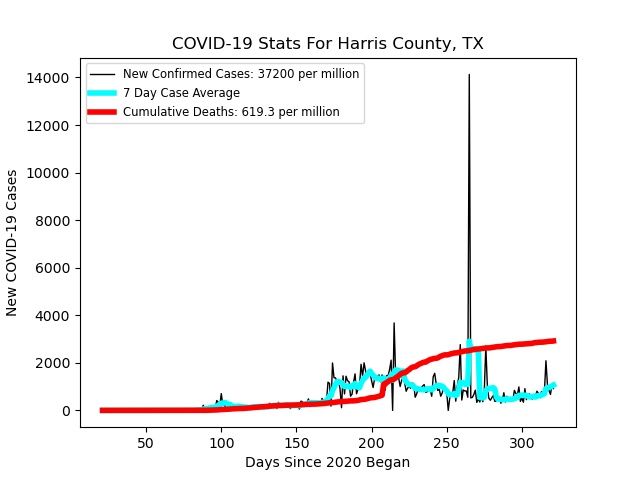 COVID-19 Stats For Harris County, TX
New Confirmed Cases: 37200 per million
7 Day Case Average
Cumulative Deaths: 619.3 per million
New COVID-19 Cases
14000
12000
10000
8000
6000
4000
2000
0
50 100 150 200 250 300
Days Since 2020 Began